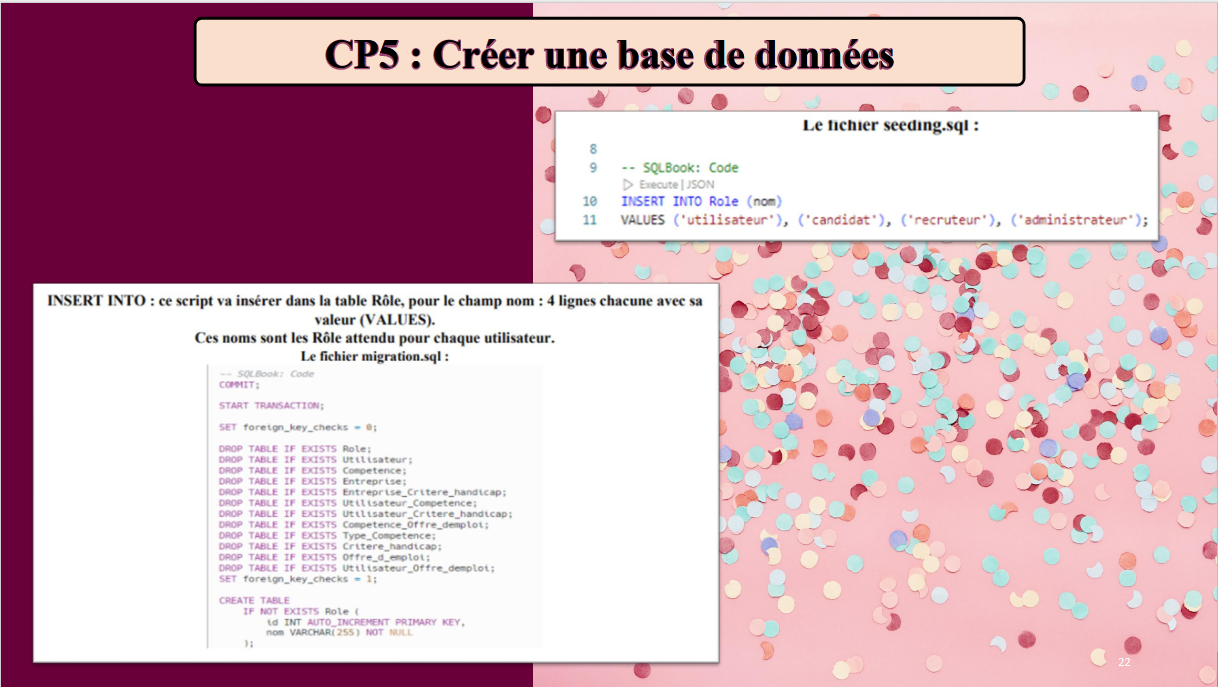 CP5 : Créer une base de données
Le fichier seeding.sql :
8
9 -- SQLBook: Code
Execute | JSON
10 INSERT INTO Role (nom)
11 VALUES ('utilisateur'), ('candidat'), ('recruteur'), ('administrateur');
INSERT INTO : ce script va insérer dans la table Rôle, pour le champ nom : 4 lignes chacune avec sa
valeur (VALUES).
Ces noms sont les Rôle attendu pour chaque utilisateur.
Le fichier migration.sql :
-- SQLBook: Code
COMMIT;
START TRANSACTION;
SET foreign_key_checks = 0;
DROP TABLE IF EXISTS Role;
DROP TABLE IF EXISTS Utilisateur;
DROP TABLE IF EXISTS Competence;
DROP TABLE IF EXISTS Entreprise;
DROP TABLE IF EXISTS Entreprise_Critere_handicap;
DROP TABLE IF EXISTS Utilisateur_Competence;
DROP TABLE IF EXISTS Utilisateur_Critere_handicap;
DROP TABLE IF EXISTS Competence_Offre_demploi;
DROP TABLE IF EXISTS Type_Competence;
DROP TABLE IF EXISTS Critere_handicap;
DROP TABLE IF EXISTS Offre_d_emploi;
DROP TABLE IF EXISTS Utilisateur_Offre_demploi;
SET foreign_key_checks = 1;
CREATE TABLE
IF NOT EXISTS Role (
id INT AUTO_INCREMENT PRIMARY KEY,
nom VARCHAR(255) NOT NULL
);
22